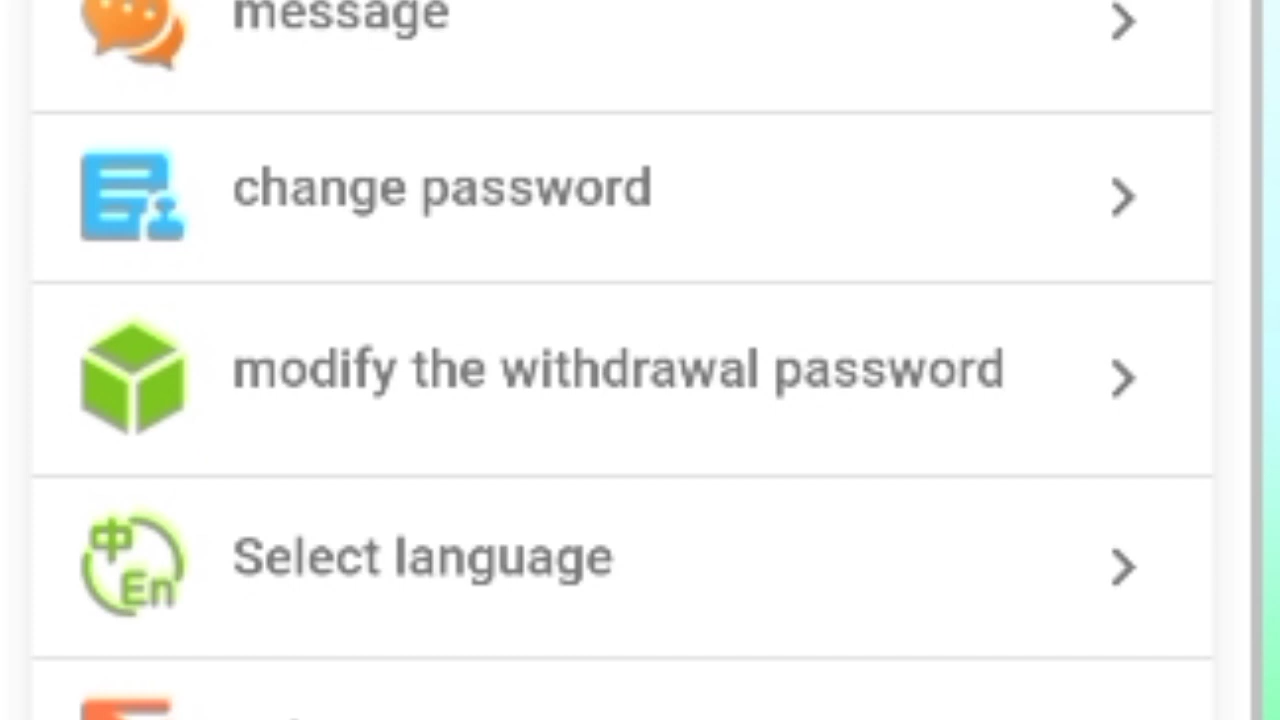 message
change password
modify the withdrawal password
中
En
Select language